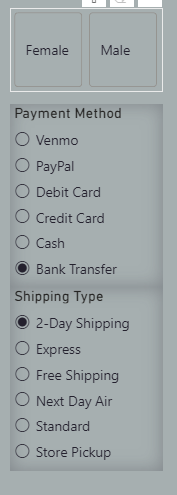 Female Male
Payment Method
Venmo
PayPal
Debit Card
Credit Card
Cash
Bank Transfer
Shipping Type
2-Day Shipping
Express
Free Shipping
Next Day Air
Standard
Store Pickup